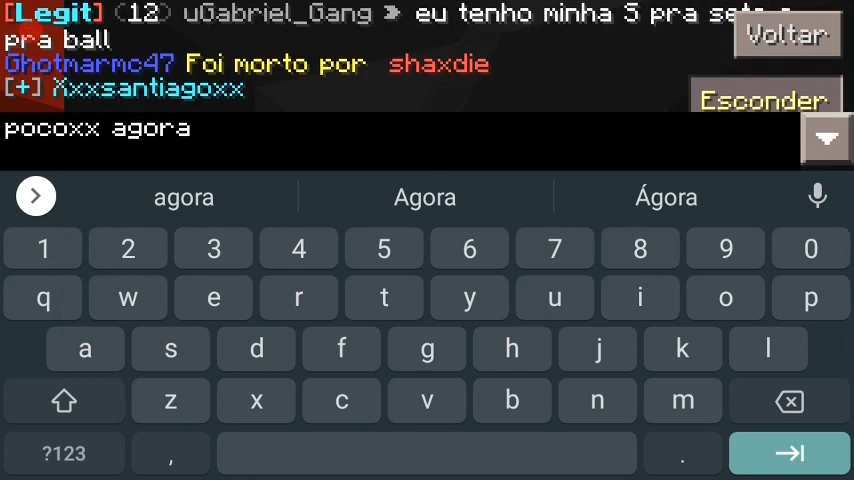 [Legit] (12) uGabriel_Gang eu tenho minha S pra
Voltar
pra ball
Ghotmarmc47 Foi morto por shaxdie
[+] Xxxsantiagoxx
Esconder
pocoxx agora
agora Agora Ágora
1 2 3 4 5 6 7 8 9 0
q w e r t y u i o p
a s d f g h j k l
z x c v b n m
?123 , .